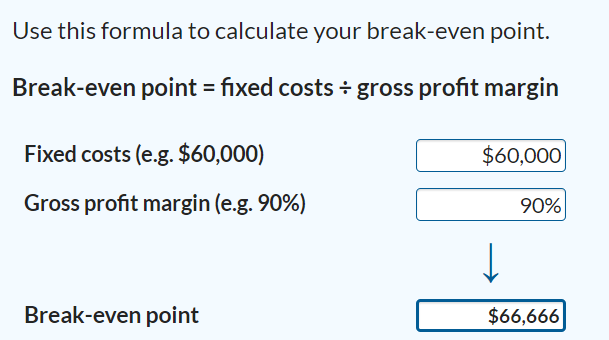 Use this formula to calculate your break-even point.
Break-even point = fixed costs ÷ gross profit margin
Fixed costs (e.g. $60,000) $60,000
Gross profit margin (e.g. 90%) 90%
↓
Break-even point $66,666